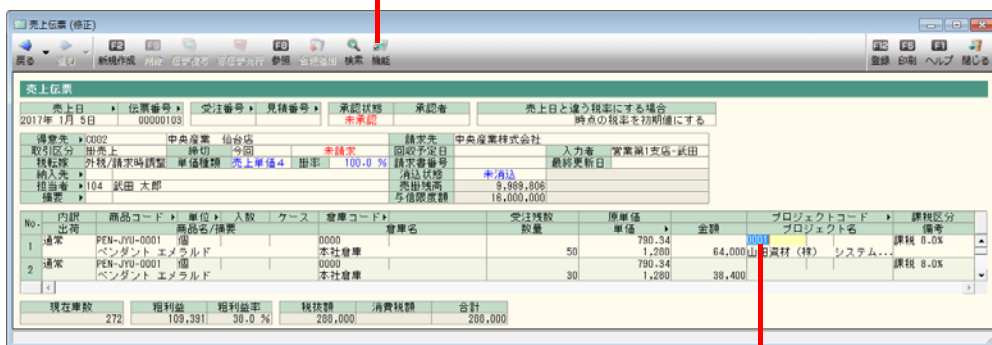 売上伝票 (修正)
戻る 進む F2 新規作成 F3 削除 伝票複写 F8 参照 検索 機能 F12 登録 F6 印刷 F1 ヘルプ 閉じる
売上伝票
売上日 伝票番号 受注番号 見積番号 承認状態 承認者 売上日と違う税率にする場合
2017年 1月 5日 00000103 未承認 時点の税率を初期値にする
得意先 C002 中央産業 仙台店 請求先 中央産業株式会社
取引区分 掛売上 締切 今回 未請求 回収予定日 入力者 営業第1支店-武田
税転嫁 外税/請求時調整 単価種類 売上単価4 掛率 100.0 % 請求書番号 最終更新日
納入先 消込状態 未消込
担当者 104 武田 太郎 売掛残高 9,989,806
摘要 与信限度額 16,000,000
No. 内訳 商品コード 単位 入数 ケース 倉庫コード 受注残数 原単価 プロジェクトコード 課税区分
出荷 商品名/摘要 倉庫名 数量 単価 金額 プロジェクト名 備考
1 通常 PEN-JYU-0001 個 0000 790.34 0001 課税 8.0%
ペンダント エメラルド 本社倉庫 50 1,280 64,000 山田資材（株） システム...
2 通常 PEN-JYU-0001 個 0000 790.34 課税 8.0%
ペンダント エメラルド 本社倉庫 30 1,280 38,400
現在庫数 粗利益 粗利益率 税抜額 消費税額 合計
272 109,391 38.0 % 288,000 288,000